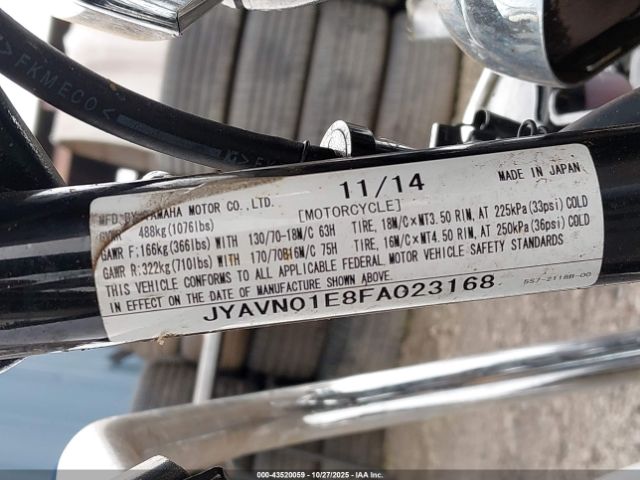 FKMECO
11/14
MADE IN JAPAN
MFD BY YAMAHA MOTOR CO., LTD.
[MOTORCYCLE]
GVWR 488kg (1076lbs)
GAWR F;166kg(366lbs) WITH 130/70-18M/C 63H TIRE, 18M/C×MT3.50 RIM, AT 225kPa(33psi) COLD
GAWR R:322kg(710lbs) WITH 170/70B16M/C 75H TIRE, 16M/C×MT4.50 RIM, AT 250kPa(36psi) COLD
THIS VEHICLE CONFORMS TO ALL APPLICABLE FEDERAL MOTOR VEHICLE SAFETY STANDARDS
IN EFFECT ON THE DATE OF MANUFACTURE SHOWN ABOVE.
JYAVN01E8FA023168
5S7-2118B-00
000-43520059 - 10/27/2025 - IAAI.COM